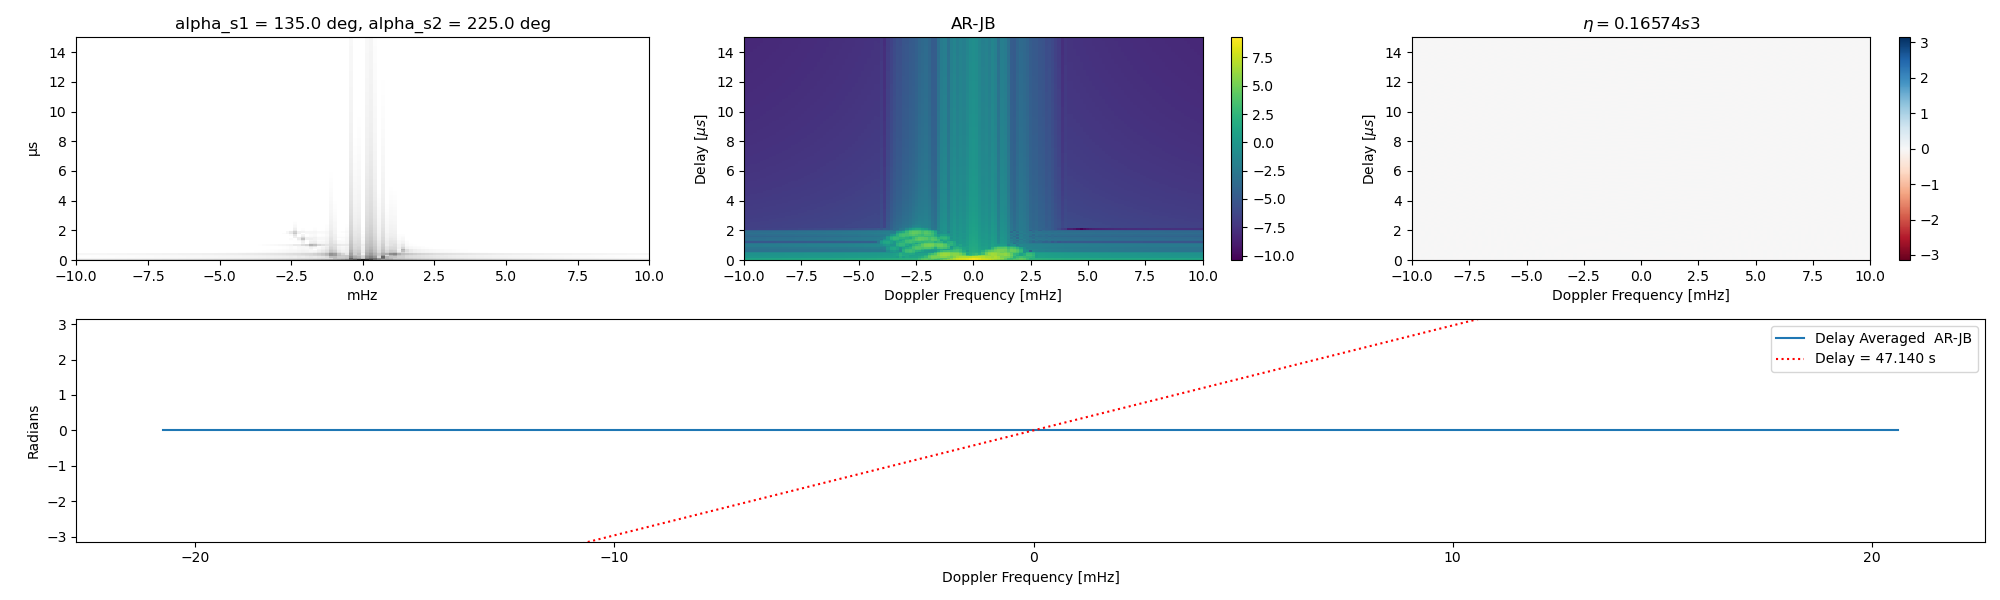 alpha_s1 = 135.0 deg, alpha_s2 = 225.0 deg
14
12
10
8
6
4
2
0
µs
−10.0 −7.5 −5.0 −2.5 0.0 2.5 5.0 7.5 10.0
mHz
AR-JB
14
12
10
8
6
4
2
0
Delay [µs]
−10.0 −7.5 −5.0 −2.5 0.0 2.5 5.0 7.5 10.0
Doppler Frequency [mHz]
7.5
5.0
2.5
0.0
−2.5
−5.0
−7.5
−10.0
η = 0.16574s3
14
12
10
8
6
4
2
0
Delay [µs]
−10.0 −7.5 −5.0 −2.5 0.0 2.5 5.0 7.5 10.0
Doppler Frequency [mHz]
3
2
1
0
−1
−2
−3
3
2
1
0
−1
−2
−3
Radians
Delay Averaged AR-JB
Delay = 47.140 s
−20 −10 0 10 20
Doppler Frequency [mHz]